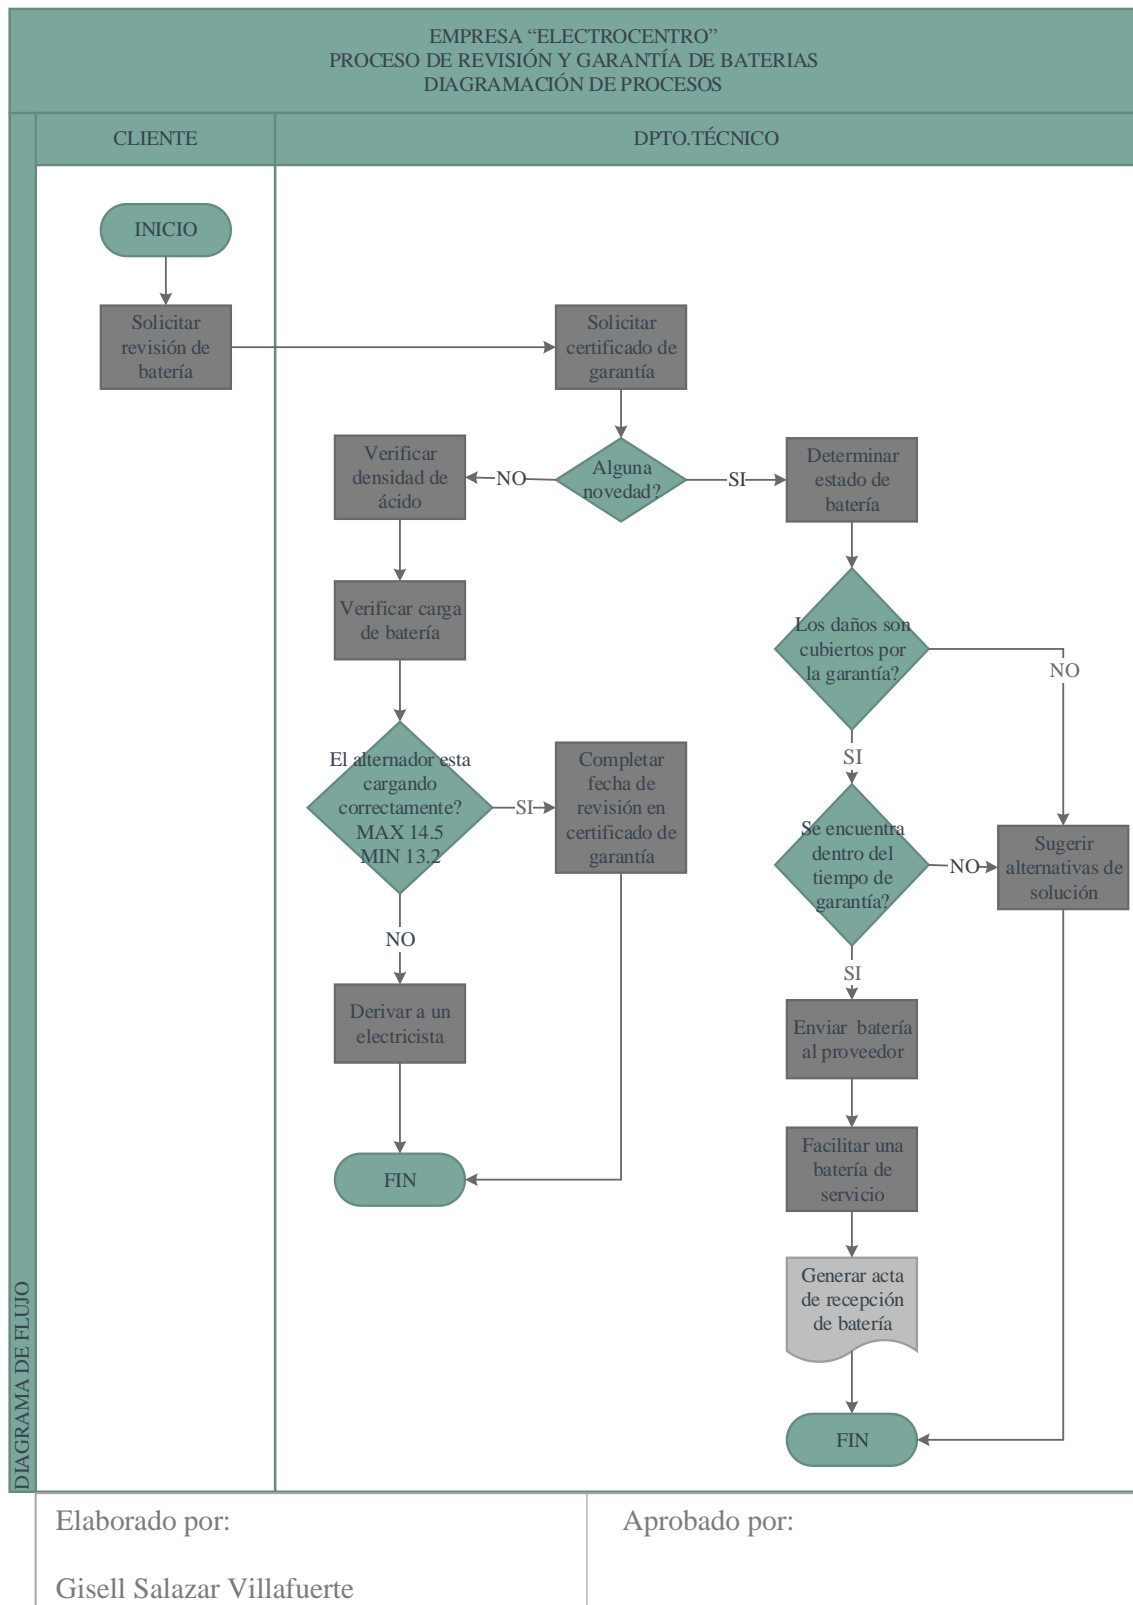 EMPRESA “ELECTROCENTRO”
PROCESO DE REVISIÓN Y GARANTÍA DE BATERIAS
DIAGRAMACIÓN DE PROCESOS
DIAGRAMA DE FLUJO
CLIENTE
DPTO.TÉCNICO
INICIO
Solicitar
revisión de
batería
Solicitar
certificado de
garantía
Alguna
novedad?
NO
SI
Verificar
densidad de
ácido
Determinar
estado de
batería
Verificar carga
de batería
Los daños son
cubiertos por
la garantía?
NO
SI
El alternador esta
cargando
correctamente?
MAX 14.5
MIN 13.2
SI
Completar
fecha de
revisión en
certificado de
garantía
Se encuentra
dentro del
tiempo de
garantía?
NO
Sugerir
alternativas de
solución
NO
SI
Derivar a un
electricista
Enviar  batería
al proveedor
Facilitar una
batería de
servicio
FIN
Generar acta
de recepción
de batería
FIN
Elaborado por:
Gisell Salazar Villafuerte
Aprobado por: